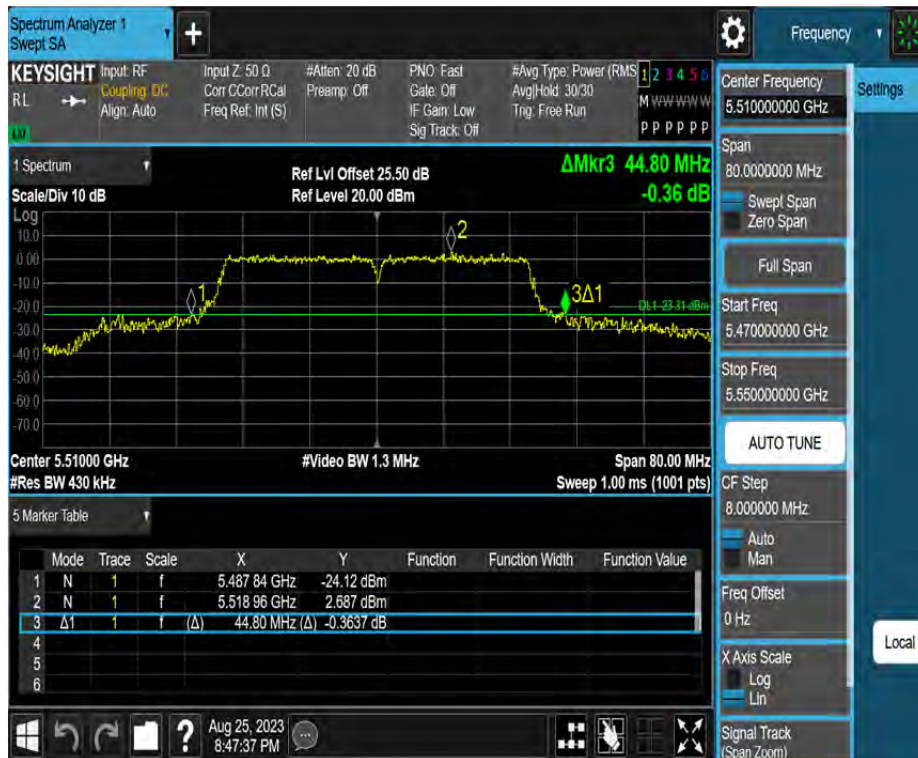 Spectrum Analyzer 1
Swept SA
+
Frequency
KEYSIGHT
RL
Input: RF
Coupling: DC
Align: Auto
Input Z: 50 Ω
Corr CCorr RCal
Freq Ref: Int (S)
#Atten: 20 dB
Preamp: Off
PNO: Fast
Gate: Off
IF Gain: Low
Sig Track: Off
#Avg Type: Power (RMS
Avg|Hold: 30/30
Trig: Free Run
1 2 3 4 5 6
M W W W W W
P P P P P P
1 Spectrum
Scale/Div 10 dB
Ref Lvl Offset 25.50 dB
Ref Level 20.00 dBm
ΔMkr3 44.80 MHz
-0.36 dB
Log
10.0
0.00
-10.0
-20.0
-30.0
-40.0
-50.0
-60.0
-70.0
1
2
3Δ1
DL1 -23.31 dBm
Center 5.51000 GHz
#Video BW 1.3 MHz
Span 80.00 MHz
#Res BW 430 kHz
Sweep 1.00 ms (1001 pts)
5 Marker Table
Mode Trace Scale X Y Function Function Width Function Value
1 N 1 f 5.487 84 GHz -24.12 dBm
2 N 1 f 5.518 96 GHz 2.687 dBm
3 Δ1 1 f (Δ) 44.80 MHz (Δ) -0.3637 dB
4
5
6
?
Aug 25, 2023
8:47:37 PM
Center Frequency
5.510000000 GHz
Span
80.0000000 MHz
Swept Span
Zero Span
Full Span
Start Freq
5.470000000 GHz
Stop Freq
5.550000000 GHz
AUTO TUNE
CF Step
8.000000 MHz
Auto
Man
Freq Offset
0 Hz
X Axis Scale
Log
Lin
Signal Track
(Span Zoom)
Settings
Local